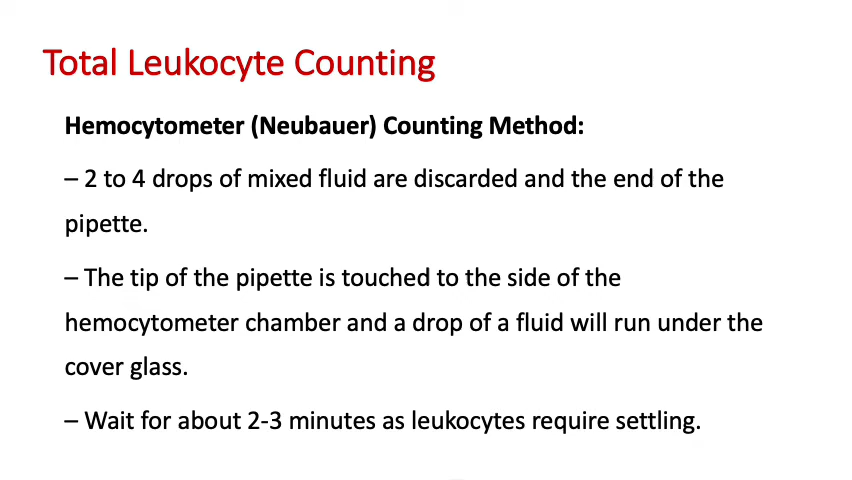 Total Leukocyte Counting
Hemocytometer (Neubauer) Counting Method:
– 2 to 4 drops of mixed fluid are discarded and the end of the
pipette.
– The tip of the pipette is touched to the side of the
hemocytometer chamber and a drop of a fluid will run under the
cover glass.
– Wait for about 2-3 minutes as leukocytes require settling.